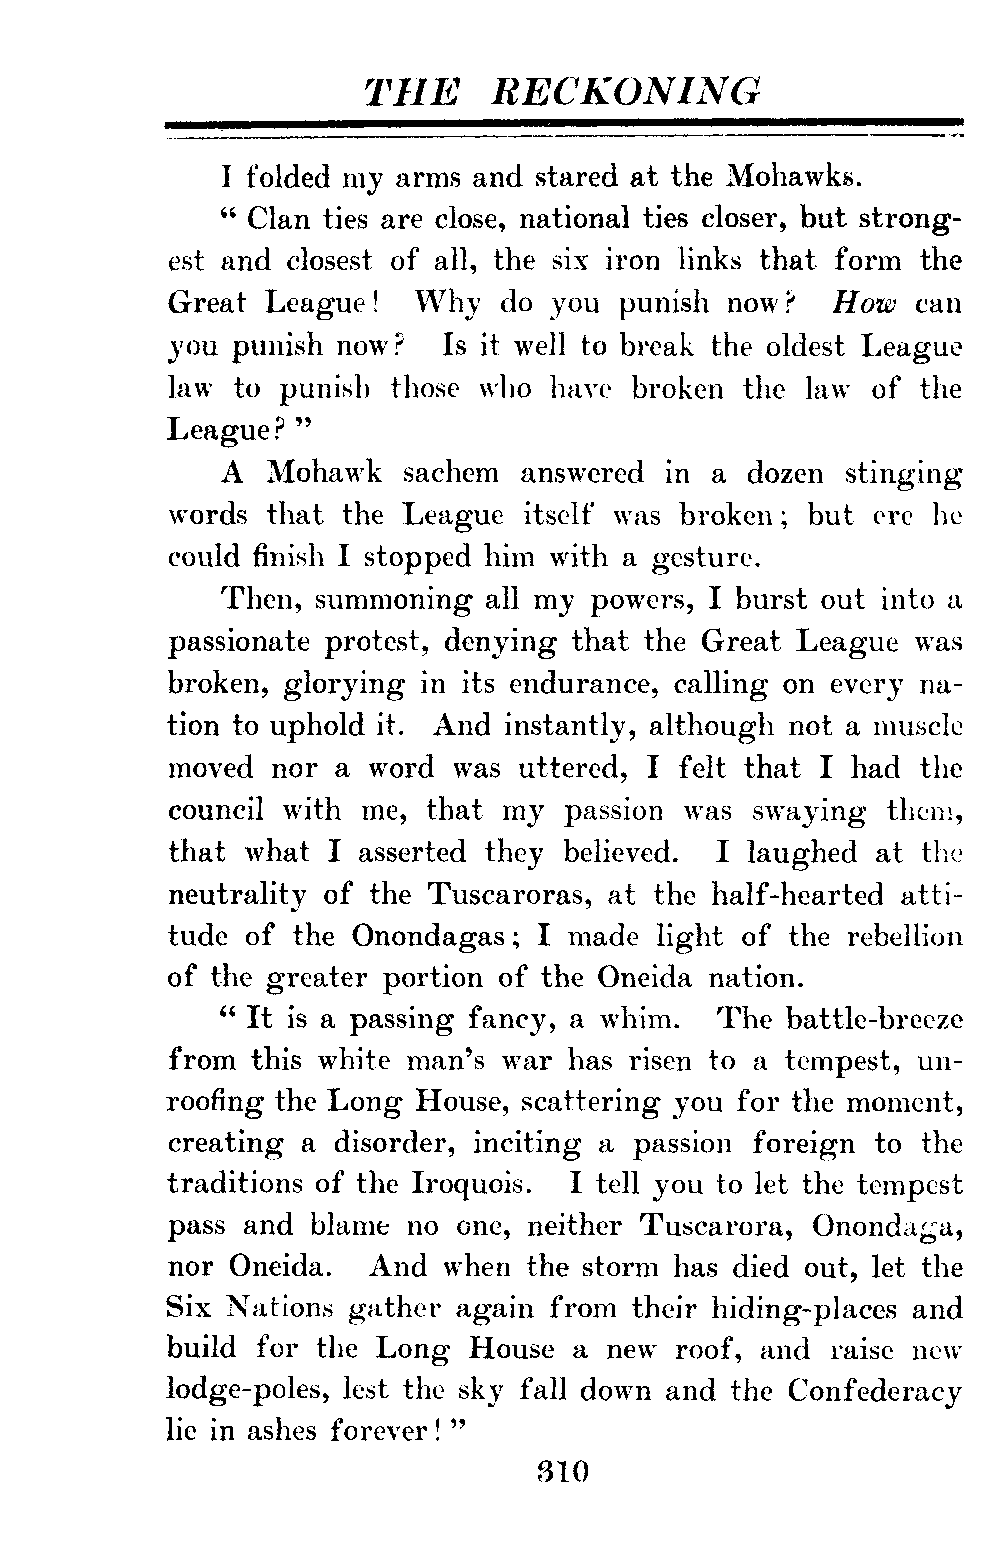 THE RECKONING
I folded my arms and stared at the Mohawks.
“ Clan ties are close, national ties closer, but strong-
est and closest of all, the six iron links that form the
Great League! Why do you punish now? How can
you punish now? Is it well to break the oldest League
law to punish those who have broken the law of the
League? ”
A Mohawk sachem answered in a dozen stinging
words that the League itself was broken; but ere he
could finish I stopped him with a gesture.
Then, summoning all my powers, I burst out into a
passionate protest, denying that the Great League was
broken, glorying in its endurance, calling on every na-
tion to uphold it. And instantly, although not a muscle
moved nor a word was uttered, I felt that I had the
council with me, that my passion was swaying them,
that what I asserted they believed. I laughed at the
neutrality of the Tuscaroras, at the half-hearted atti-
tude of the Onondagas; I made light of the rebellion
of the greater portion of the Oneida nation.
“ It is a passing fancy, a whim. The battle-breeze
from this white man’s war has risen to a tempest, un-
roofing the Long House, scattering you for the moment,
creating a disorder, inciting a passion foreign to the
traditions of the Iroquois. I tell you to let the tempest
pass and blame no one, neither Tuscarora, Onondaga,
nor Oneida. And when the storm has died out, let the
Six Nations gather again from their hiding-places and
build for the Long House a new roof, and raise new
lodge-poles, lest the sky fall down and the Confederacy
lie in ashes forever! ”
310